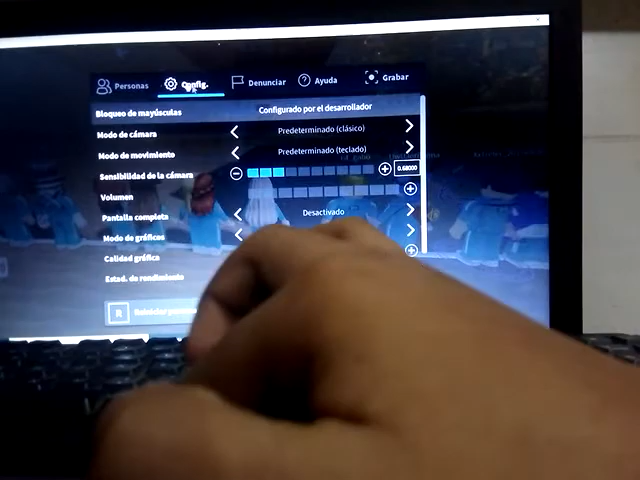 Personas Config. Denunciar Ayuda Grabar
Bloqueo de mayúsculas Configurado por el desarrollador
Modo de cámara Predeterminado (clásico)
Modo de movimiento Predeterminado (teclado)
Sensibilidad de la cámara 0.68000
Volumen
Pantalla completa Desactivado
Modo de gráficos
Calidad gráfica
Estad. de rendimiento
R Reiniciar